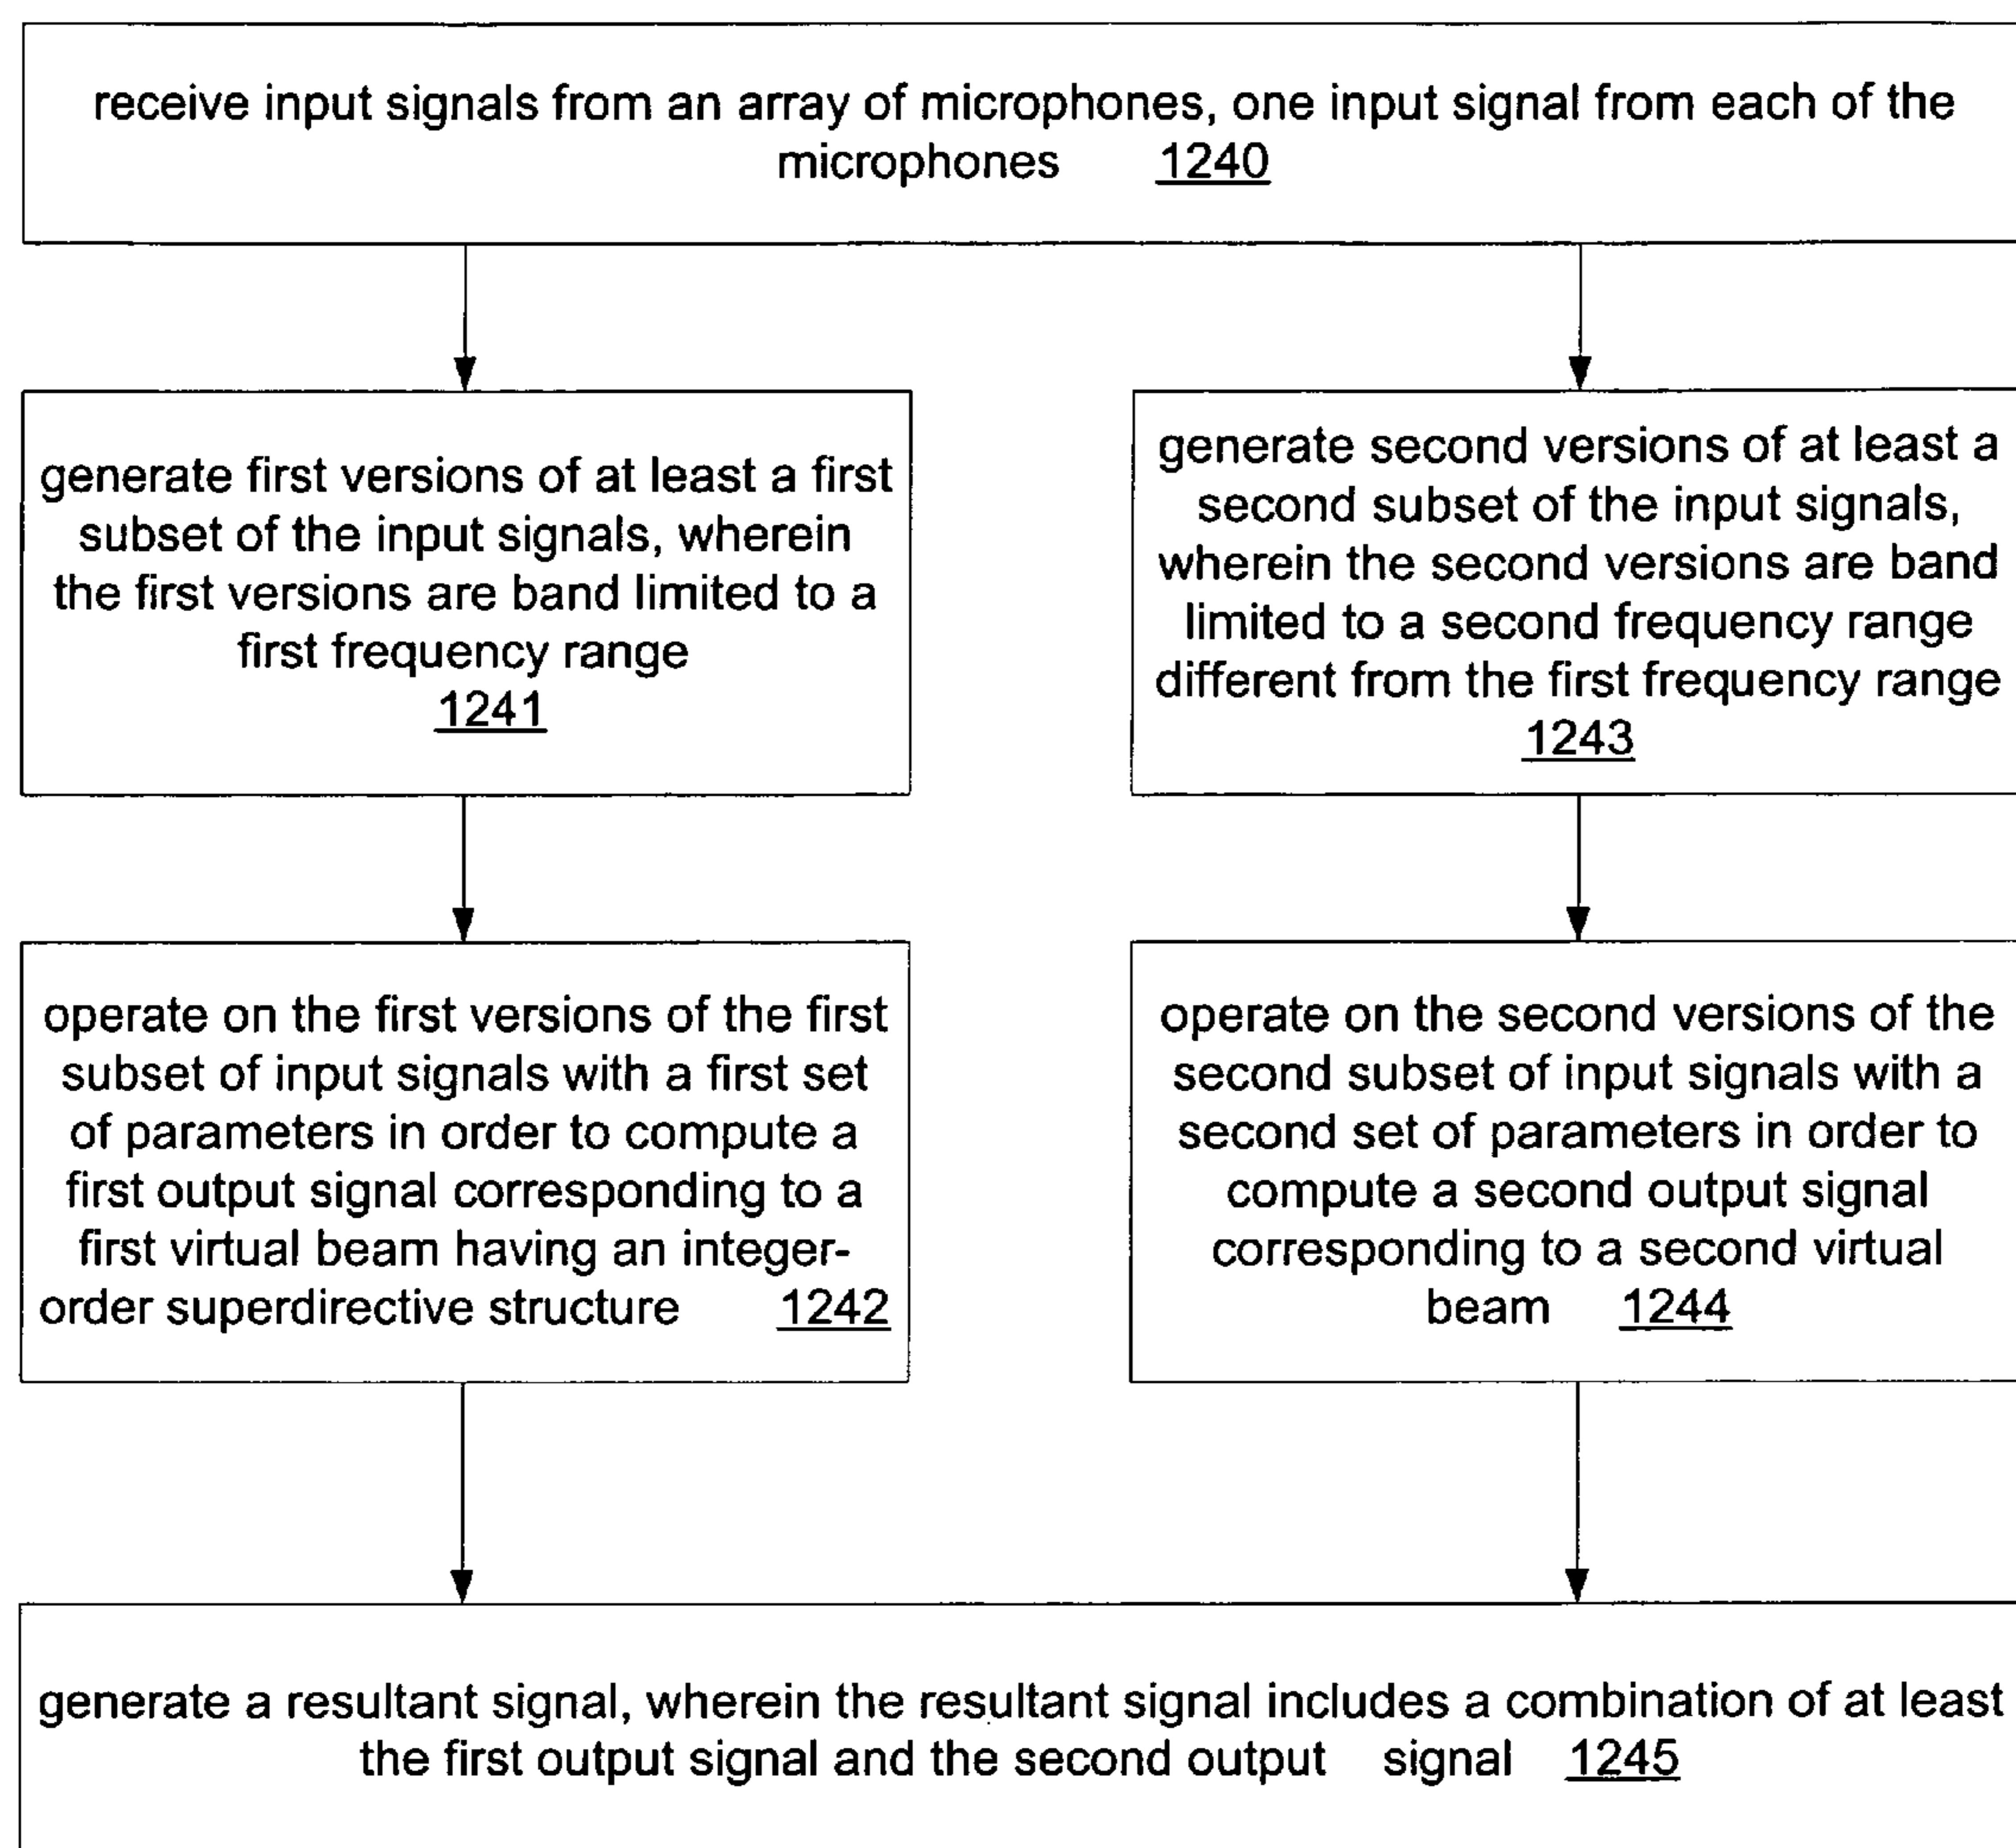 receive input signals from an array of microphones, one input signal from each of the
microphones 1240
generate first versions of at least a first
subset of the input signals, wherein
the first versions are band limited to a
first frequency range
1241
generate second versions of at least a
second subset of the input signals,
wherein the second versions are band
limited to a second frequency range
different from the first frequency range
1243
operate on the first versions of the first
subset of input signals with a first set
of parameters in order to compute a
first output signal corresponding to a
first virtual beam having an integer-
order superdirective structure 1242
operate on the second versions of the
second subset of input signals with a
second set of parameters in order to
compute a second output signal
corresponding to a second virtual
beam 1244
generate a resultant signal, wherein the resultant signal includes a combination of at least
the first output signal and the second output signal 1245